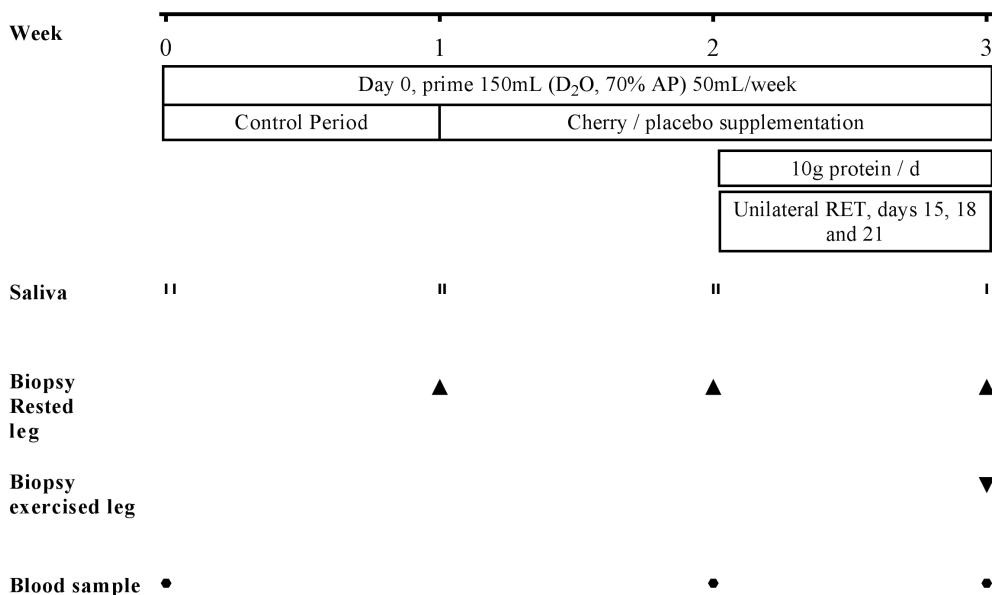 Week
0 1 2 3
Day 0, prime 150mL (D₂O, 70% AP) 50mL/week
Control Period
Cherry / placebo supplementation
10g protein / d
Unilateral RET, days 15, 18
and 21
Saliva
Biopsy
Rested
leg
Biopsy
exercised leg
Blood sample